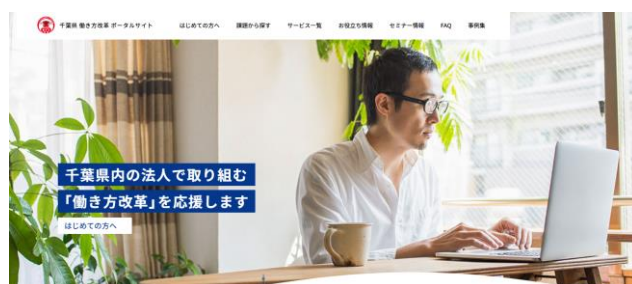 千葉県 働き方改革 ポータルサイト
はじめての方へ
課題から探す
サービス一覧
お役立ち情報
セミナー情報
FAQ
事例集
千葉県内の法人で取り組む
「働き方改革」を応援します
はじめての方へ